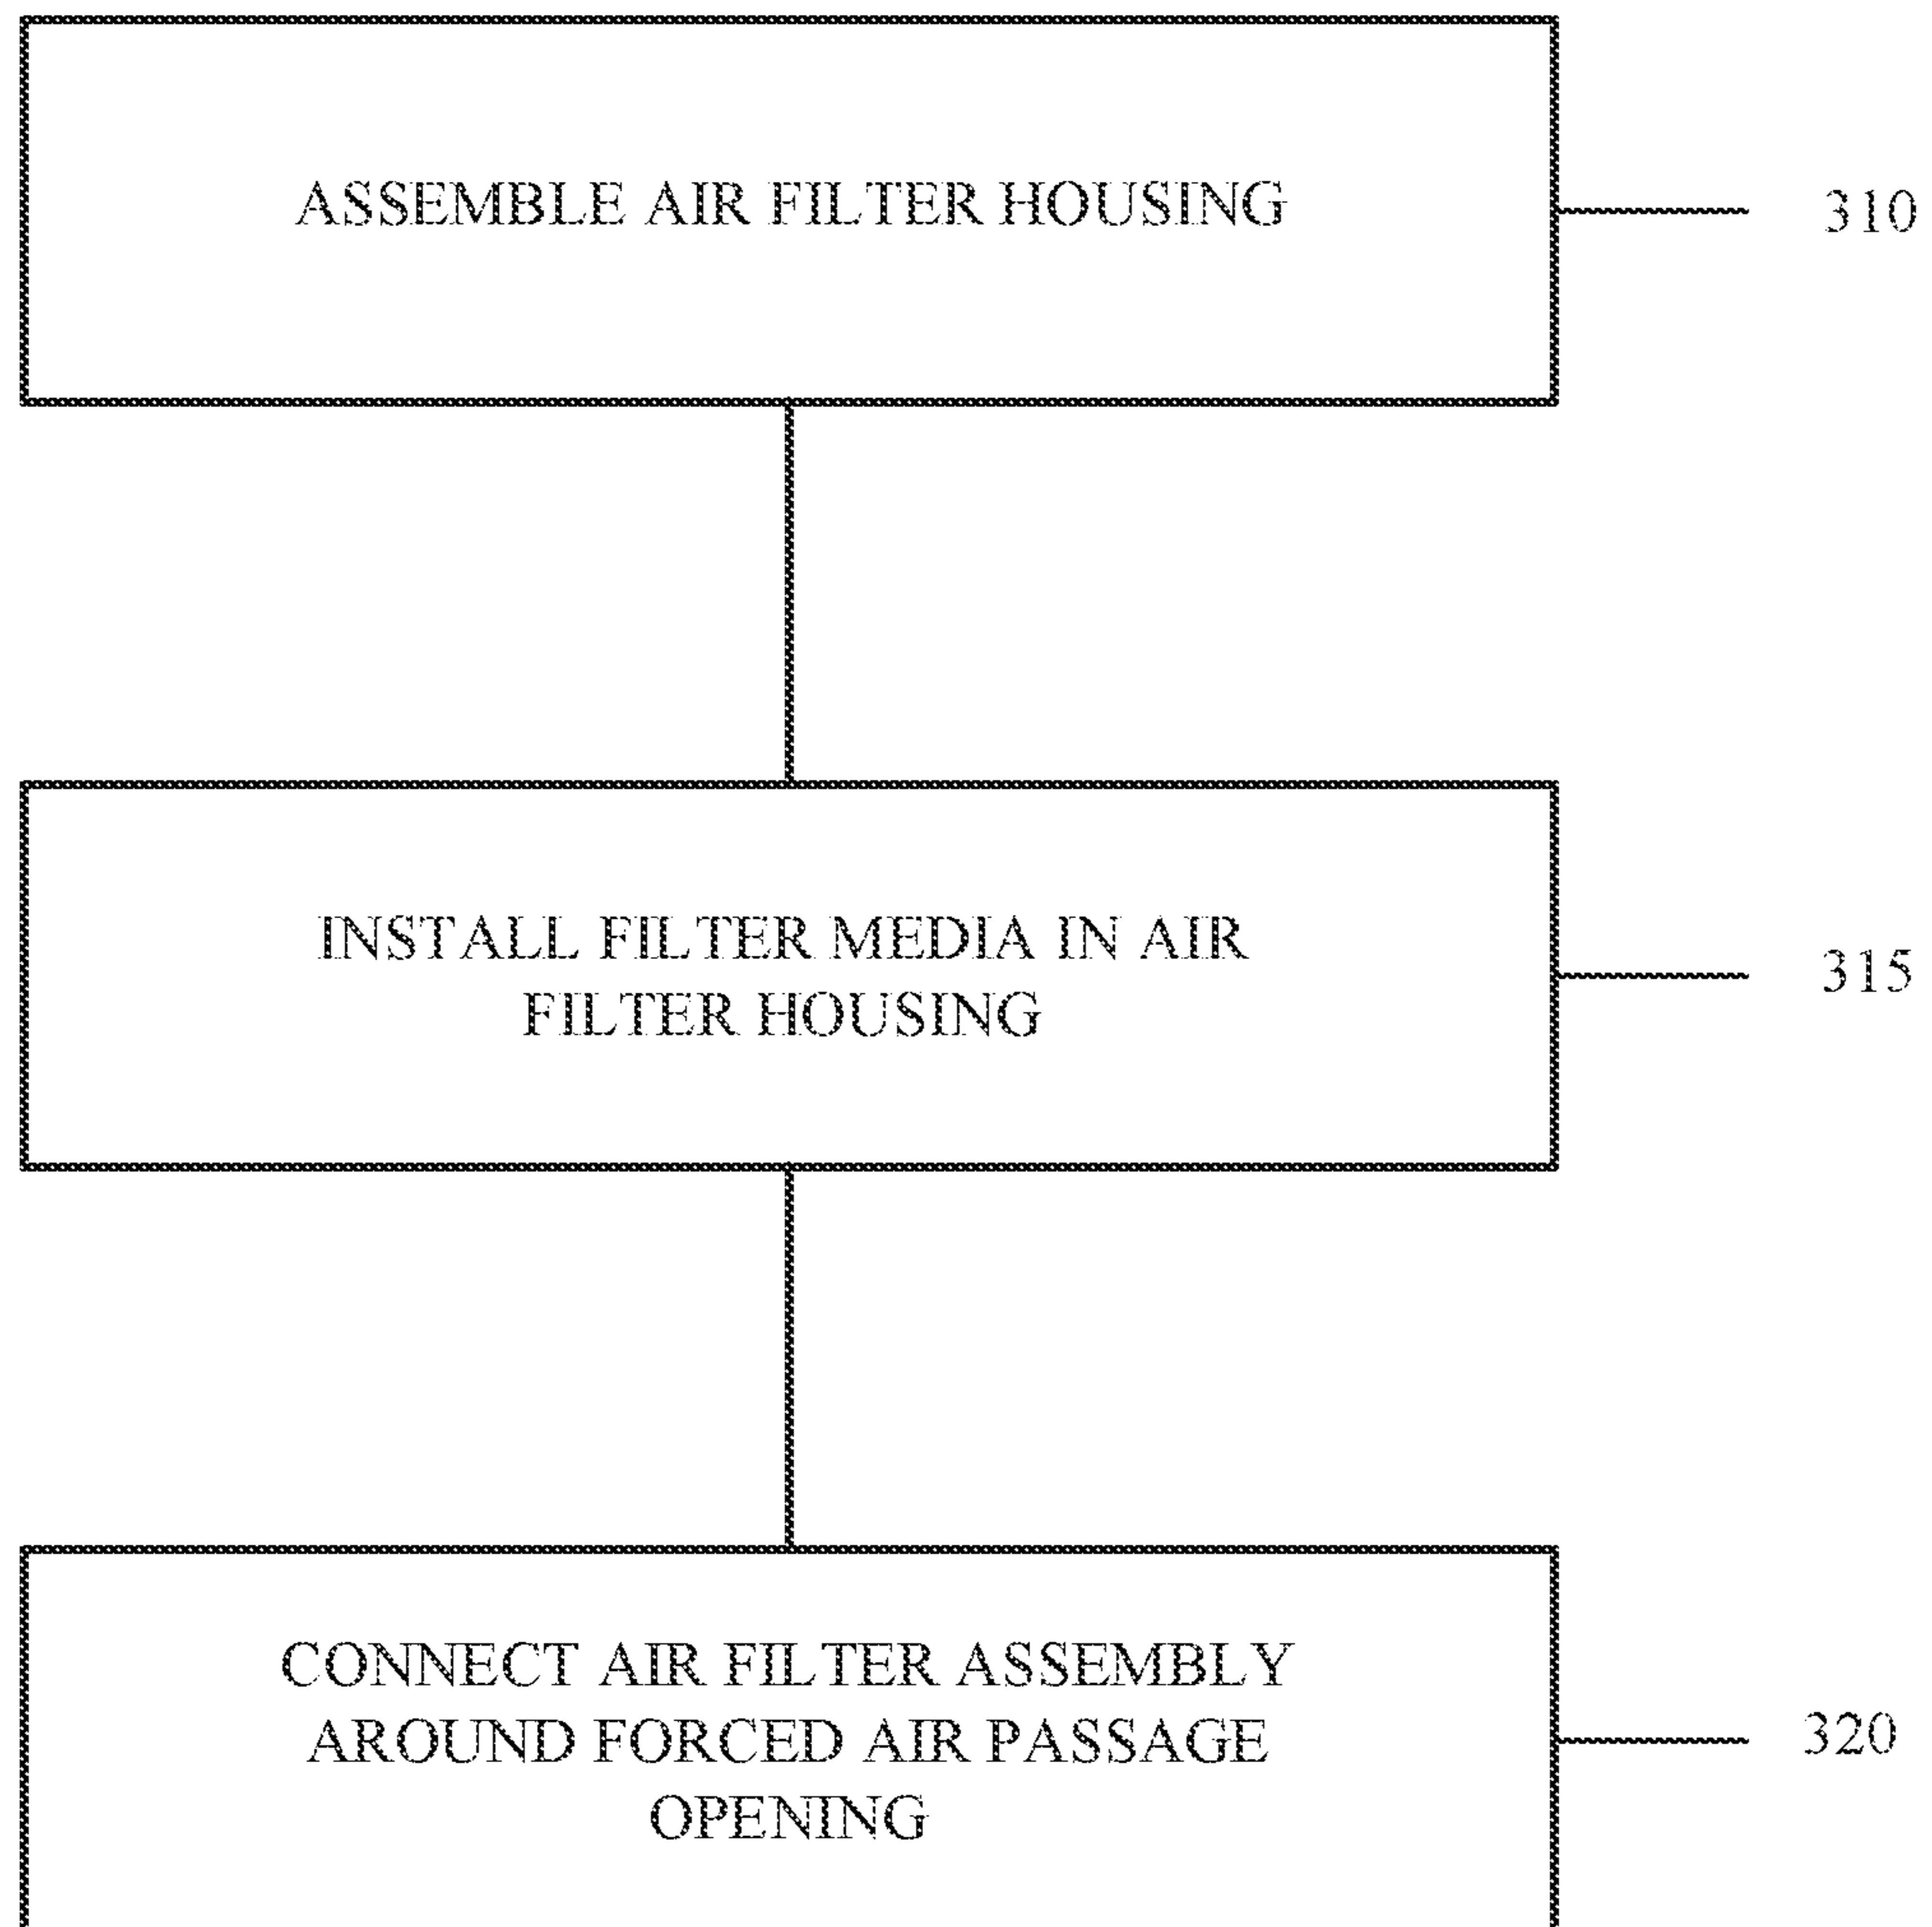 ASSEMBLE AIR FILTER HOUSING
310
INSTALL FILTER MEDIA IN AIR
FILTER HOUSING
315
CONNECT AIR FILTER ASSEMBLY
AROUND FORCED AIR PASSAGE
OPENING
320